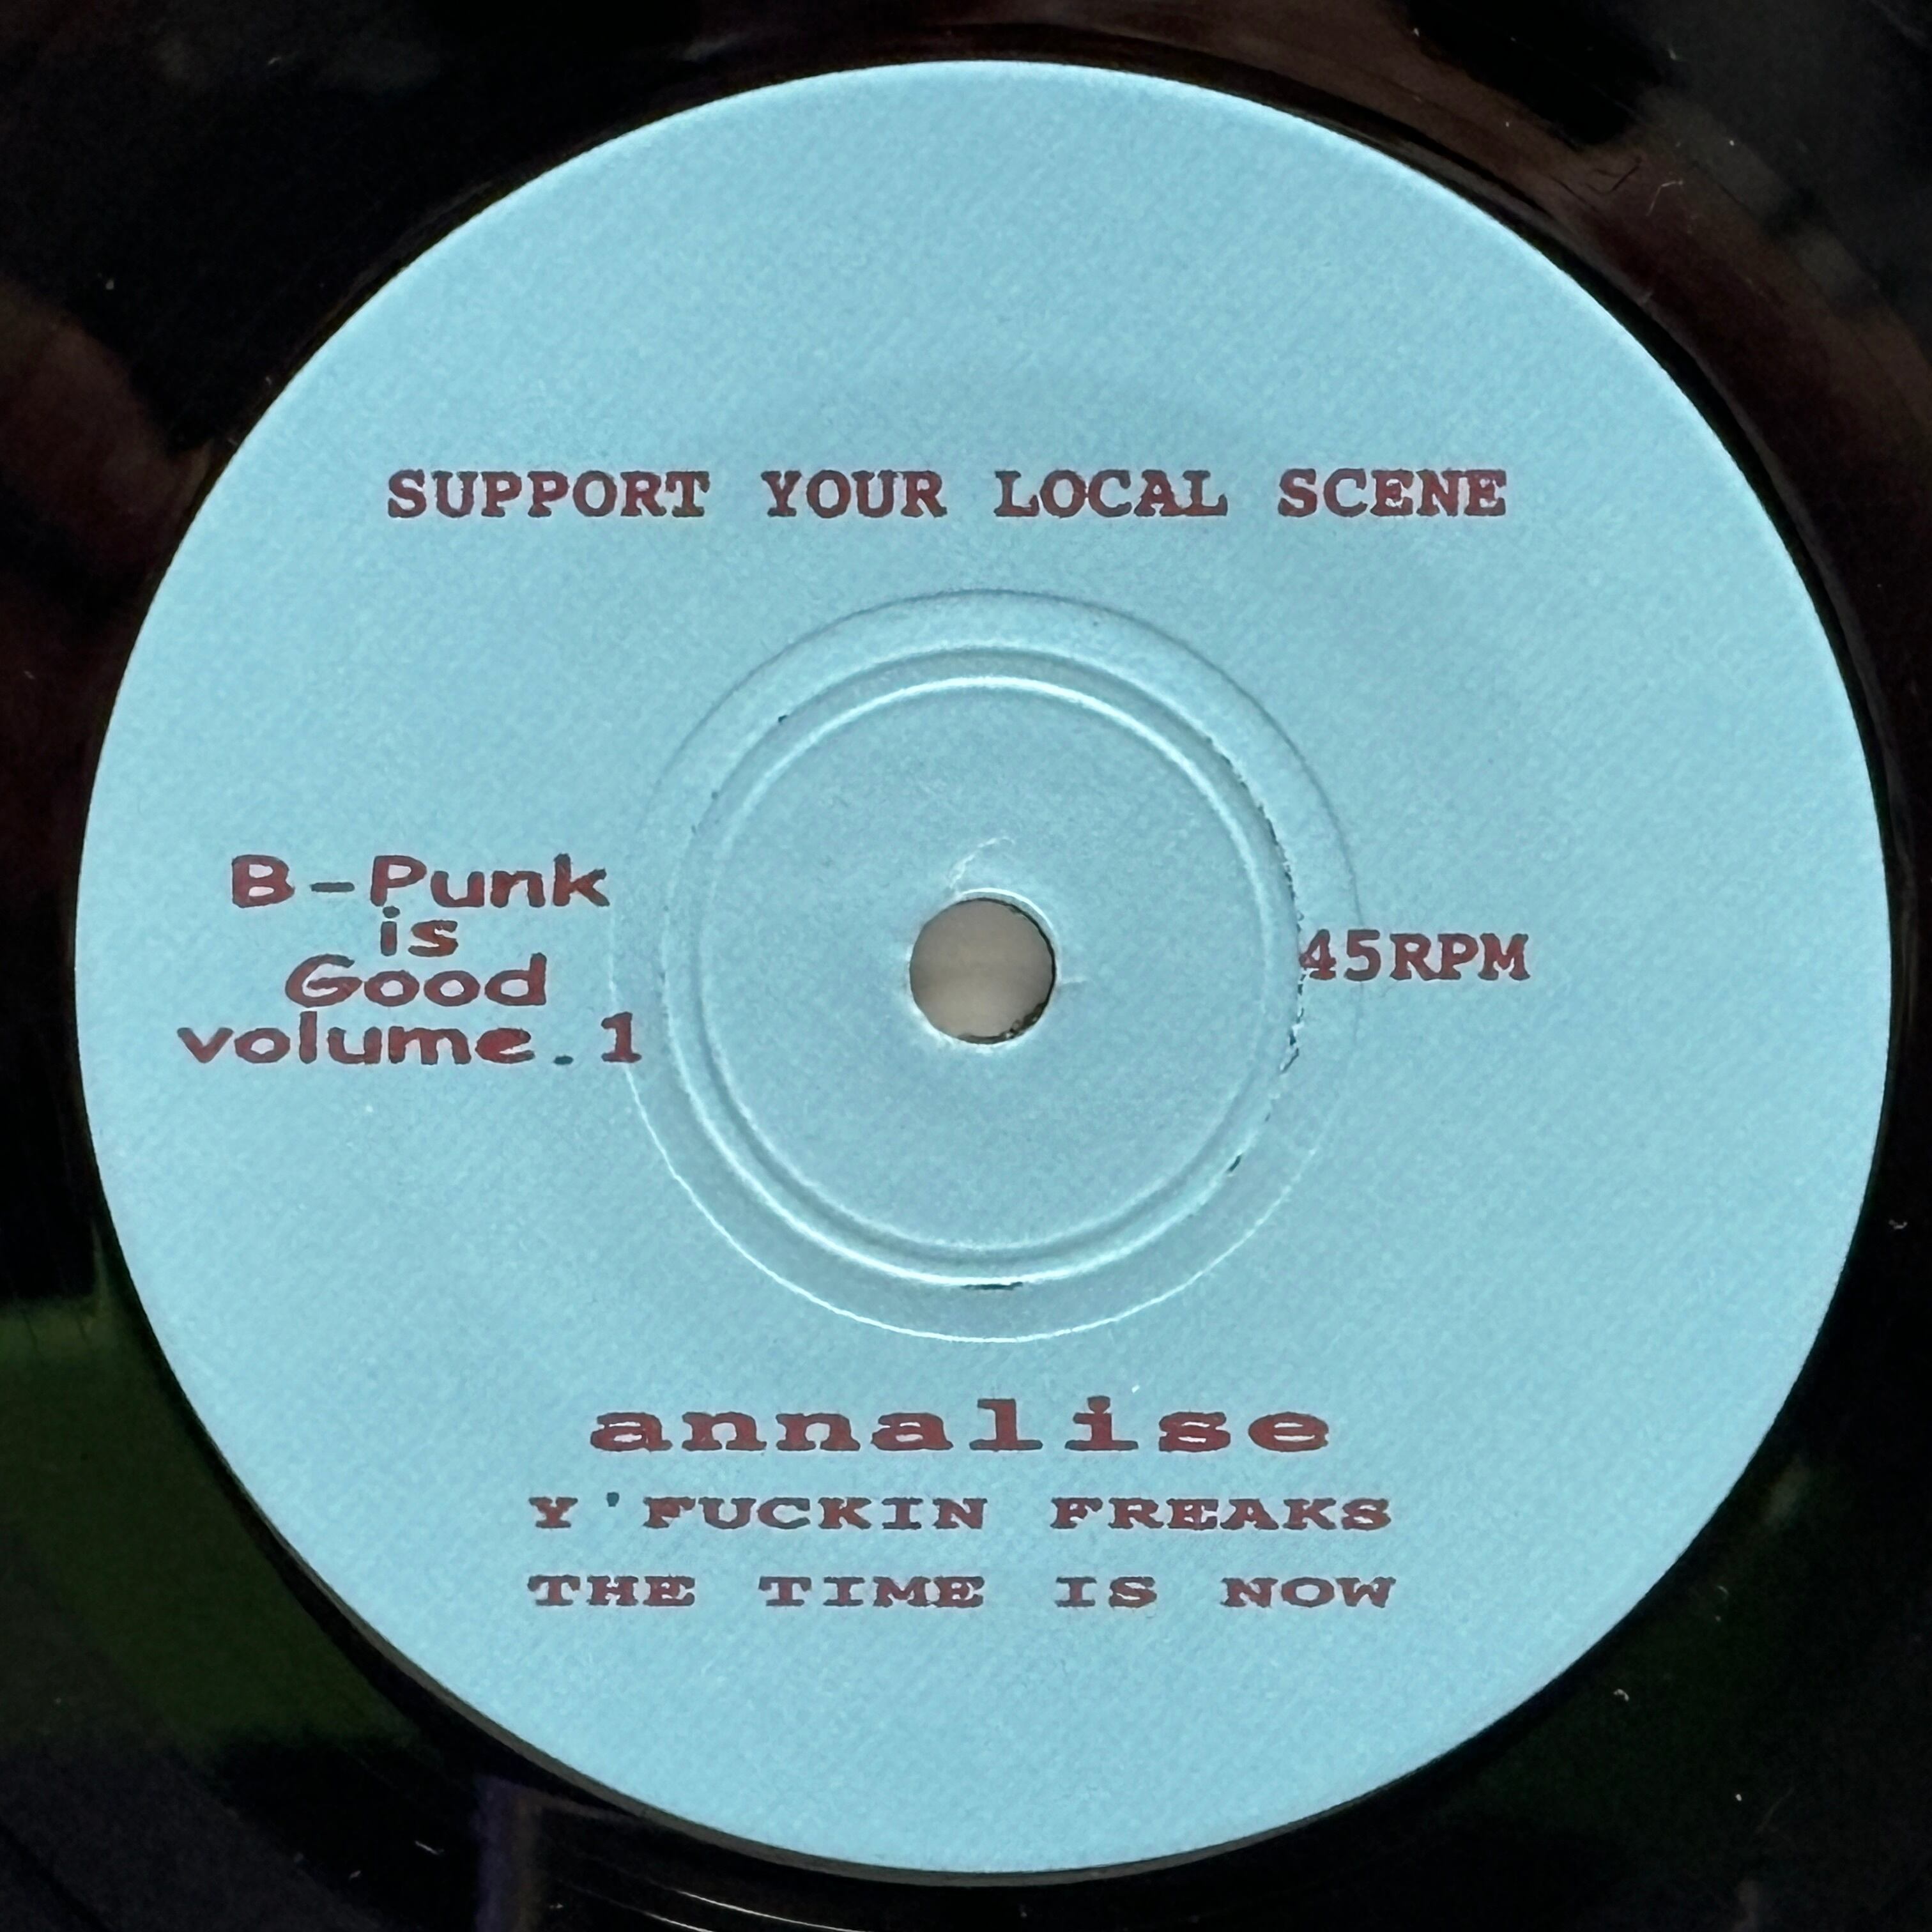 SUPPORT YOUR LOCAL SCENE
B-Punk
is
Good
volume.1
45RPM
annalise
Y'FUCKIN FREAKS
THE TIME IS NOW